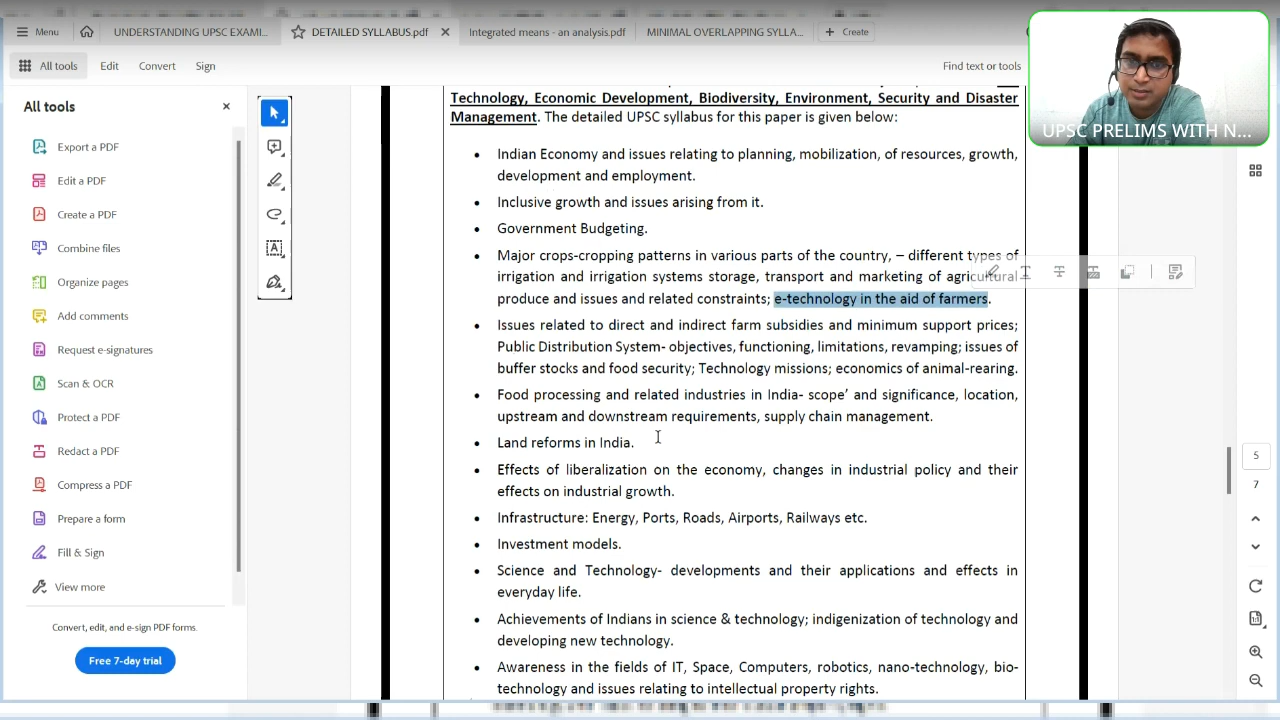 Menu
UNDERSTANDING UPSC EXAMI...
DETAILED SYLLABUS.pdf
Integrated means - an analysis.pdf
MINIMAL OVERLAPPING SYLLA...
Create
All tools
Edit
Convert
Sign
Find text or tools
All tools
Export a PDF
Edit a PDF
Create a PDF
Combine files
Organize pages
Add comments
Request e-signatures
Scan & OCR
Protect a PDF
Redact a PDF
Compress a PDF
Prepare a form
Fill & Sign
View more
Convert, edit, and e-sign PDF forms.
Free 7-day trial
Technology, Economic Development, Biodiversity, Environment, Security and Disaster
Management. The detailed UPSC syllabus for this paper is given below:
• Indian Economy and issues relating to planning, mobilization, of resources, growth,
development and employment.
• Inclusive growth and issues arising from it.
• Government Budgeting.
• Major crops-cropping patterns in various parts of the country, – different types of
irrigation and irrigation systems storage, transport and marketing of agricultural
produce and issues and related constraints; e-technology in the aid of farmers.
• Issues related to direct and indirect farm subsidies and minimum support prices;
Public Distribution System- objectives, functioning, limitations, revamping; issues of
buffer stocks and food security; Technology missions; economics of animal-rearing.
• Food processing and related industries in India- scope’ and significance, location,
upstream and downstream requirements, supply chain management.
• Land reforms in India.
• Effects of liberalization on the economy, changes in industrial policy and their
effects on industrial growth.
• Infrastructure: Energy, Ports, Roads, Airports, Railways etc.
• Investment models.
• Science and Technology- developments and their applications and effects in
everyday life.
• Achievements of Indians in science & technology; indigenization of technology and
developing new technology.
• Awareness in the fields of IT, Space, Computers, robotics, nano-technology, bio-
technology and issues relating to intellectual property rights.
UPSC PRELIMS WITH N...
5
7